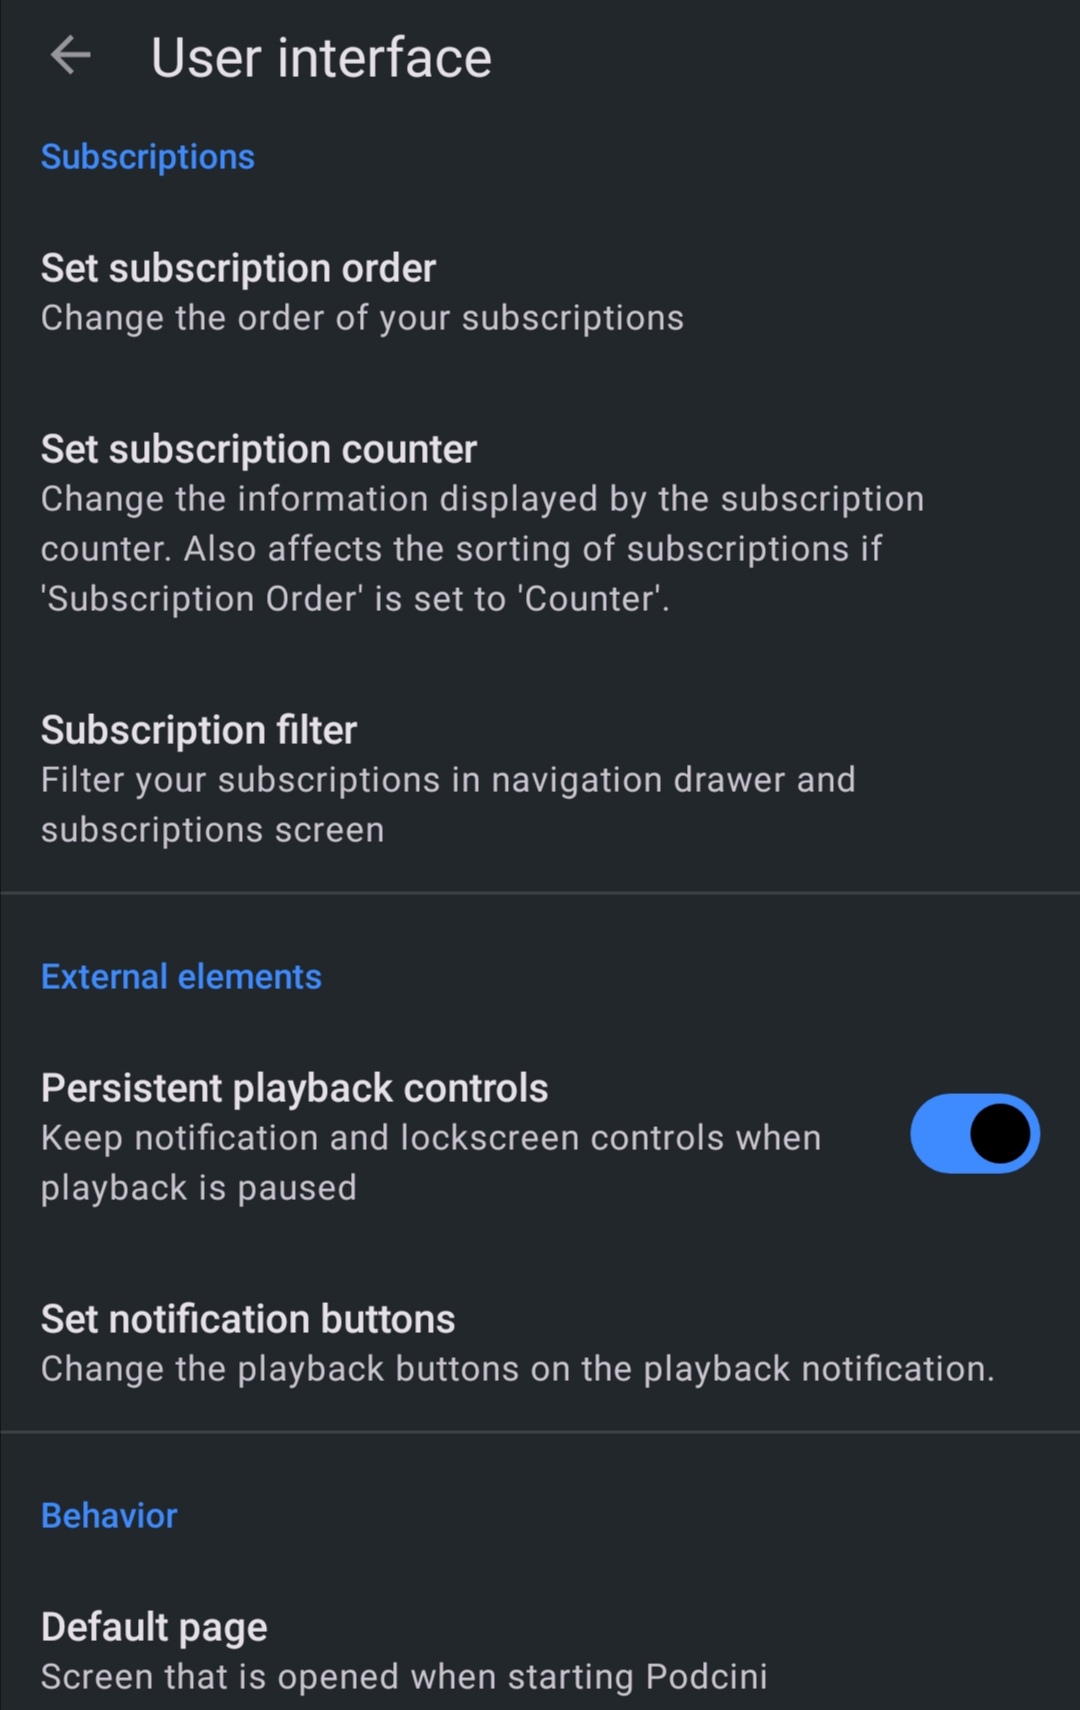 User interface
Subscriptions
Set subscription order
Change the order of your subscriptions
Set subscription counter
Change the information displayed by the subscription
counter. Also affects the sorting of subscriptions if
'Subscription Order' is set to 'Counter'.
Subscription filter
Filter your subscriptions in navigation drawer and
subscriptions screen
External elements
Persistent playback controls
Keep notification and lockscreen controls when
playback is paused
Set notification buttons
Change the playback buttons on the playback notification.
Behavior
Default page
Screen that is opened when starting Podcini